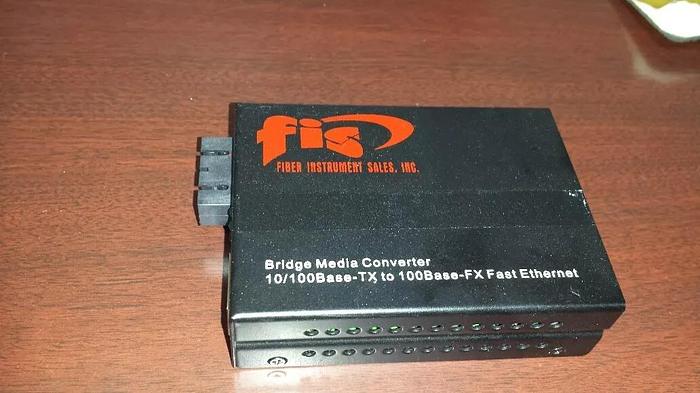 fis
FIBER INSTRUMENT SALES, INC.
Bridge Media Converter
10/100Base-TX to 100Base-FX Fast Ethernet